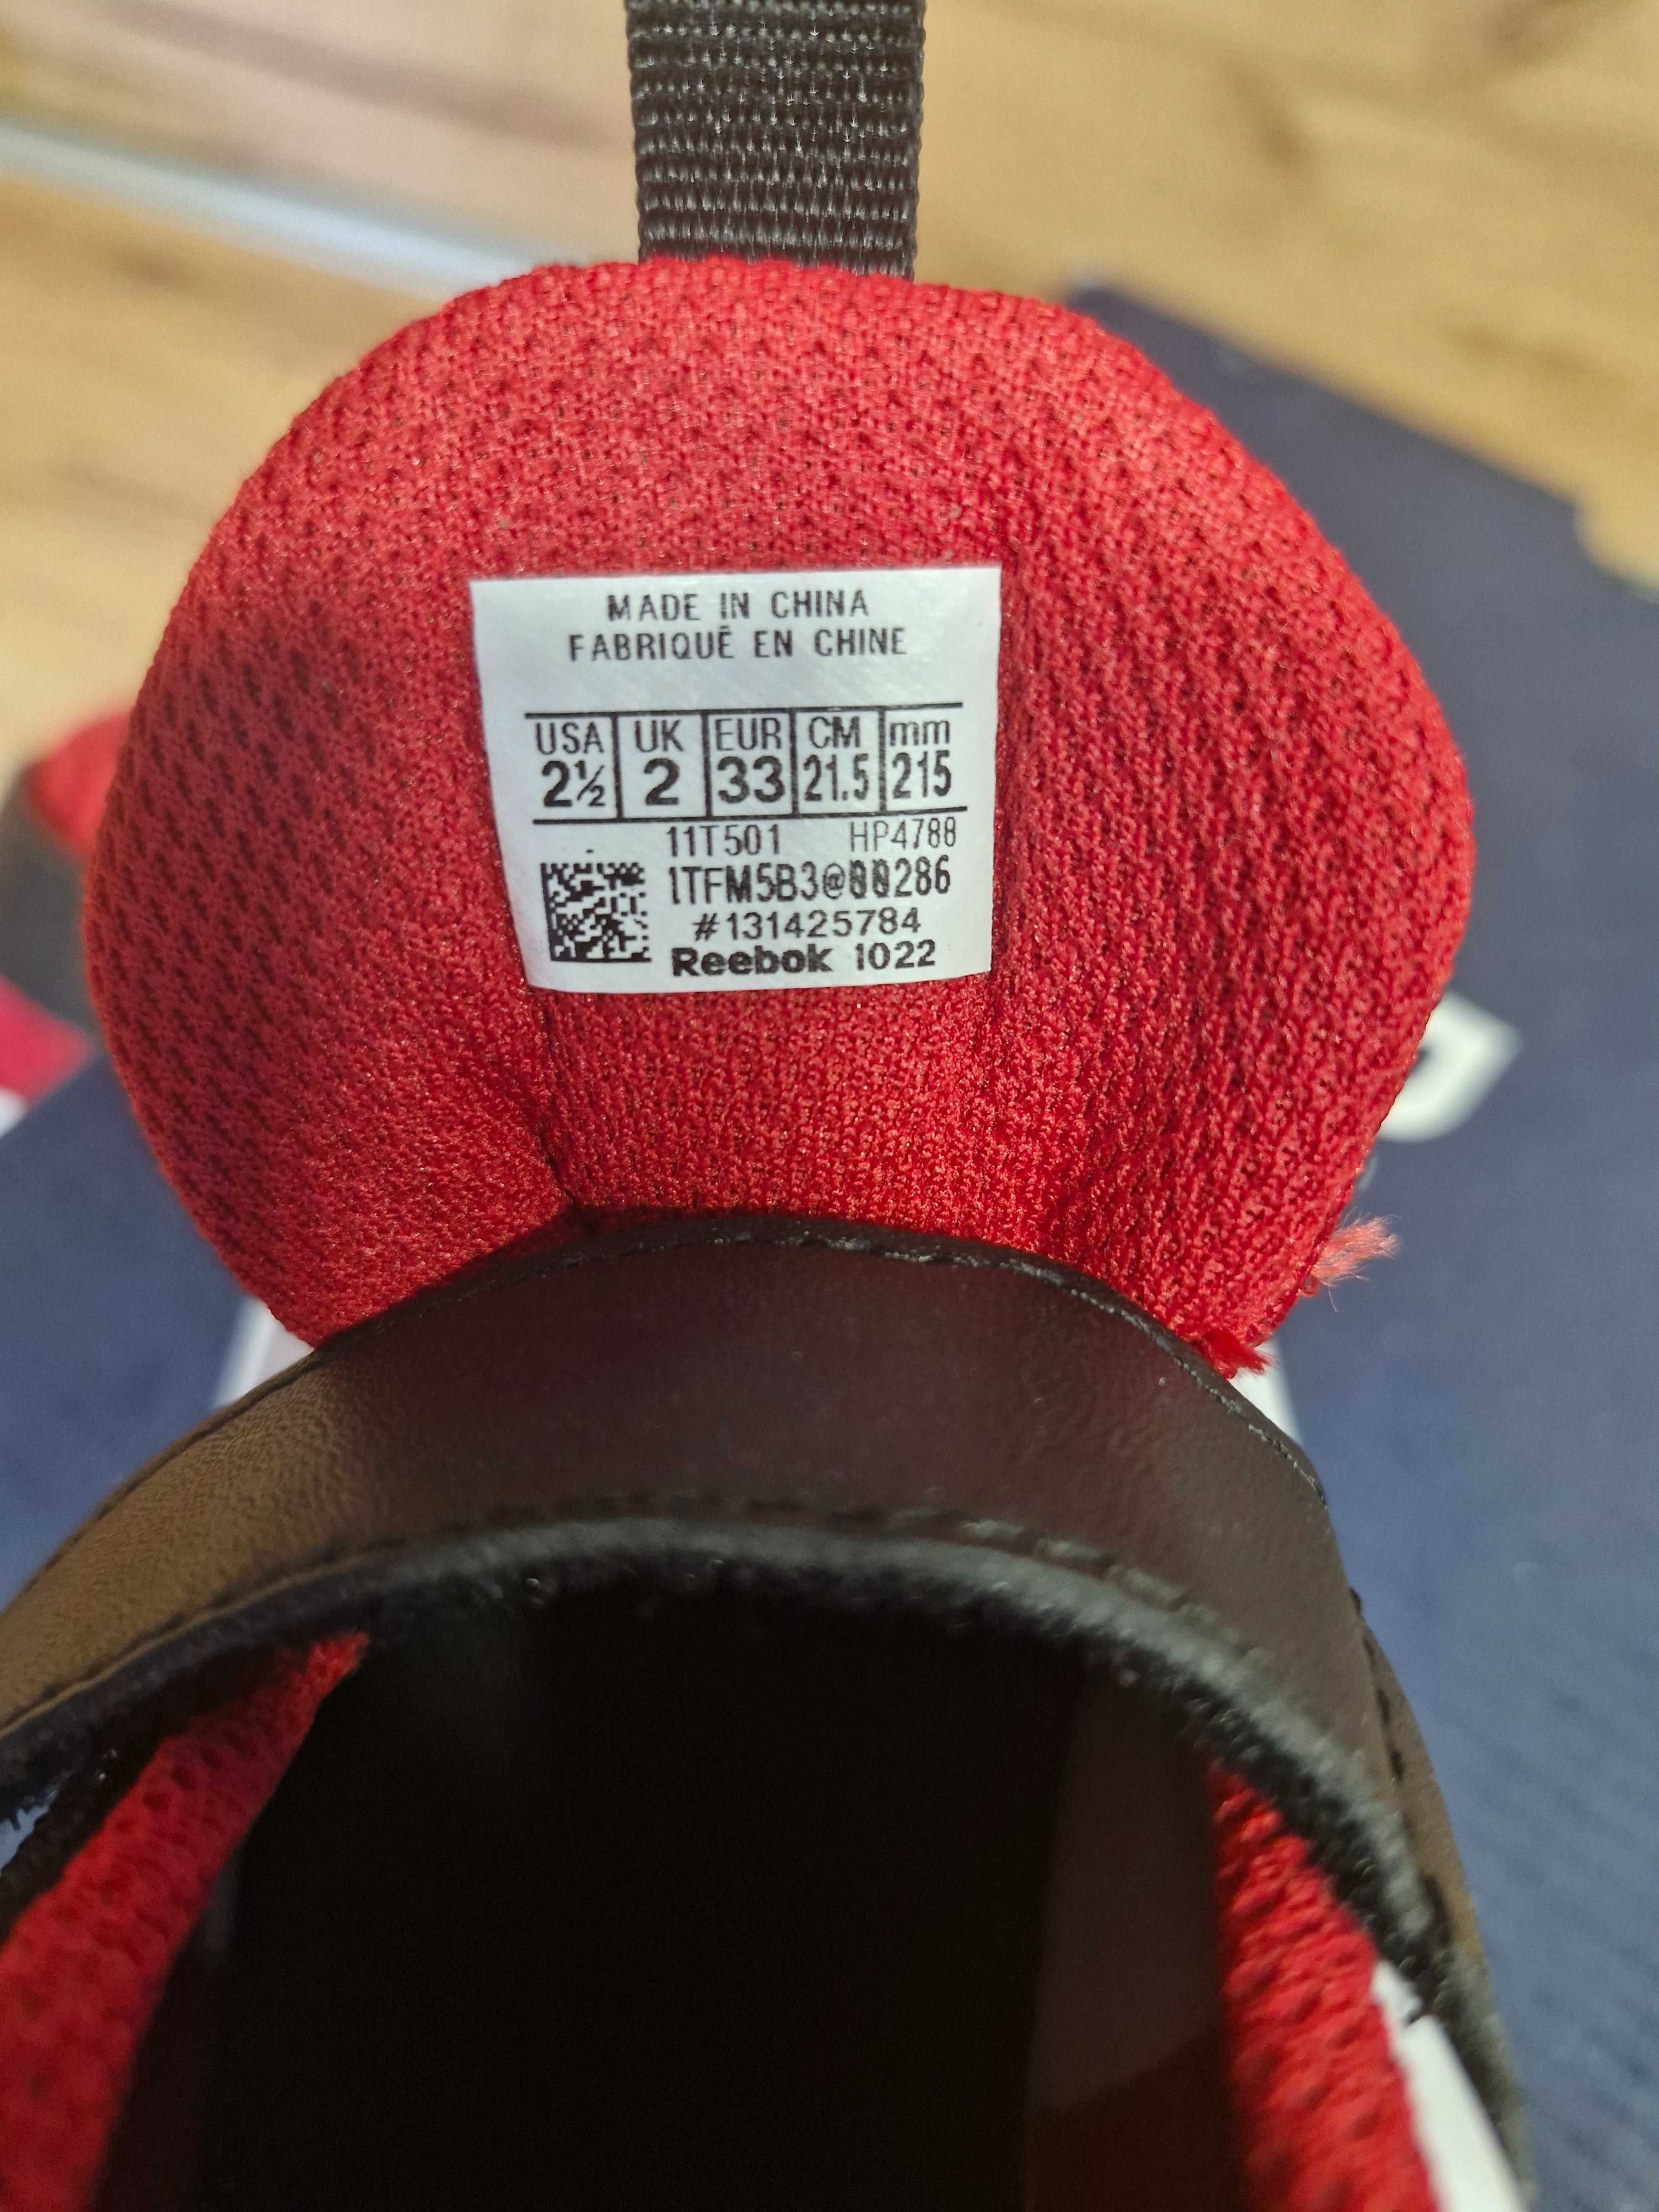 MADE IN CHINA
FABRIQUÉ EN CHINE
USA UK EUR CM mm
2½ 2 33 21.5 215
11T501 HP4788
1TFM5B3@00286
#131425784
Reebok 1022